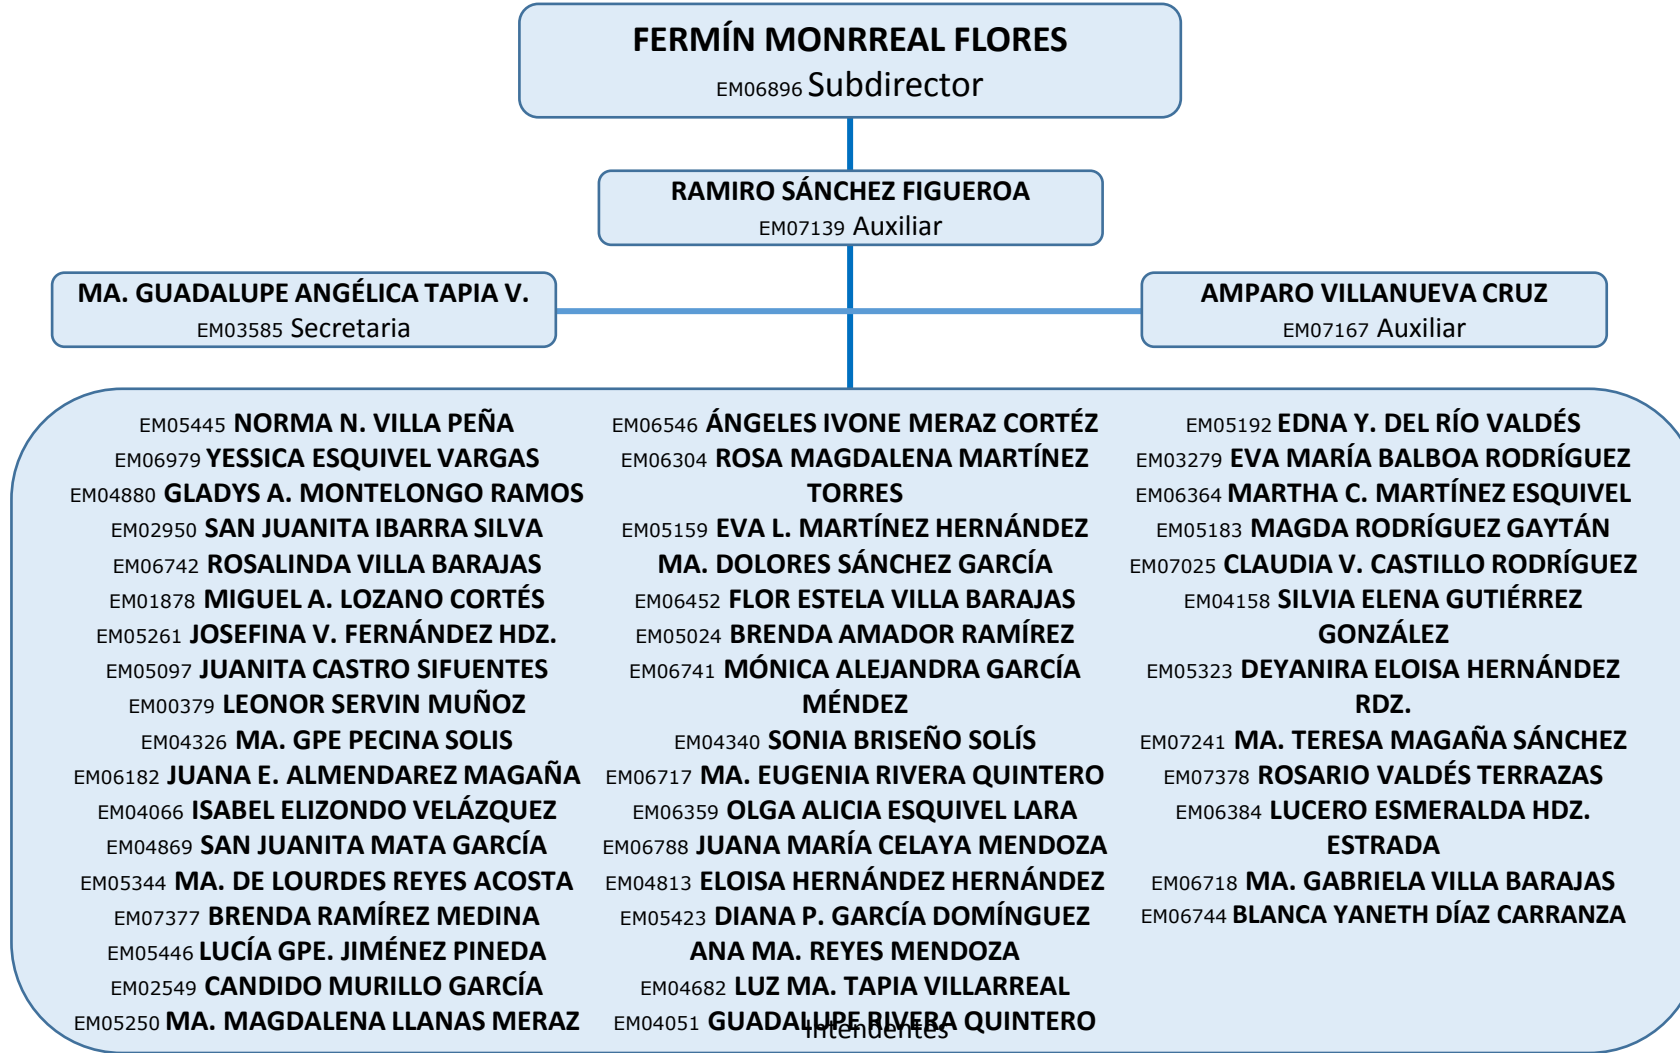 FERMÍN MONRREAL FLORES
EM06896 Subdirector
RAMIRO SÁNCHEZ FIGUEROA
EM07139 Auxiliar
MA. GUADALUPE ANGÉLICA TAPIA V.
EM03585 Secretaria
AMPARO VILLANUEVA CRUZ
EM07167 Auxiliar
EM05445 NORMA N. VILLA PEÑA
EM06979 YESSICA ESQUIVEL VARGAS
EM04880 GLADYS A. MONTELONGO RAMOS
EM02950 SAN JUANITA IBARRA SILVA
EM06742 ROSALINDA VILLA BARAJAS
EM01878 MIGUEL A. LOZANO CORTÉS
EM05261 JOSEFINA V. FERNÁNDEZ HDZ.
EM05097 JUANITA CASTRO SIFUENTES
EM00379 LEONOR SERVIN MUÑOZ
EM04326 MA. GPE PECINA SOLIS
EM06182 JUANA E. ALMENDAREZ MAGAÑA
EM04066 ISABEL ELIZONDO VELÁZQUEZ
EM04869 SAN JUANITA MATA GARCÍA
EM05344 MA. DE LOURDES REYES ACOSTA
EM07377 BRENDA RAMÍREZ MEDINA
EM05446 LUCÍA GPE. JIMÉNEZ PINEDA
EM02549 CANDIDO MURILLO GARCÍA
EM05250 MA. MAGDALENA LLANAS MERAZ
EM06546 ÁNGELES IVONE MERAZ CORTÉZ
EM06304 ROSA MAGDALENA MARTÍNEZ
TORRES
EM05159 EVA L. MARTÍNEZ HERNÁNDEZ
MA. DOLORES SÁNCHEZ GARCÍA
EM06452 FLOR ESTELA VILLA BARAJAS
EM05024 BRENDA AMADOR RAMÍREZ
EM06741 MÓNICA ALEJANDRA GARCÍA
MÉNDEZ
EM04340 SONIA BRISEÑO SOLÍS
EM06717 MA. EUGENIA RIVERA QUINTERO
EM06359 OLGA ALICIA ESQUIVEL LARA
EM06788 JUANA MARÍA CELAYA MENDOZA
EM04813 ELOISA HERNÁNDEZ HERNÁNDEZ
EM05423 DIANA P. GARCÍA DOMÍNGUEZ
ANA MA. REYES MENDOZA
EM04682 LUZ MA. TAPIA VILLARREAL
EM04051 GUADALUPE RIVERA QUINTERO
EM05192 EDNA Y. DEL RÍO VALDÉS
EM03279 EVA MARÍA BALBOA RODRÍGUEZ
EM06364 MARTHA C. MARTÍNEZ ESQUIVEL
EM05183 MAGDA RODRÍGUEZ GAYTÁN
EM07025 CLAUDIA V. CASTILLO RODRÍGUEZ
EM04158 SILVIA ELENA GUTIÉRREZ
GONZÁLEZ
EM05323 DEYANIRA ELOISA HERNÁNDEZ
RDZ.
EM07241 MA. TERESA MAGAÑA SÁNCHEZ
EM07378 ROSARIO VALDÉS TERRAZAS
EM06384 LUCERO ESMERALDA HDZ.
ESTRADA
EM06718 MA. GABRIELA VILLA BARAJAS
EM06744 BLANCA YANETH DÍAZ CARRANZA
Intendentes